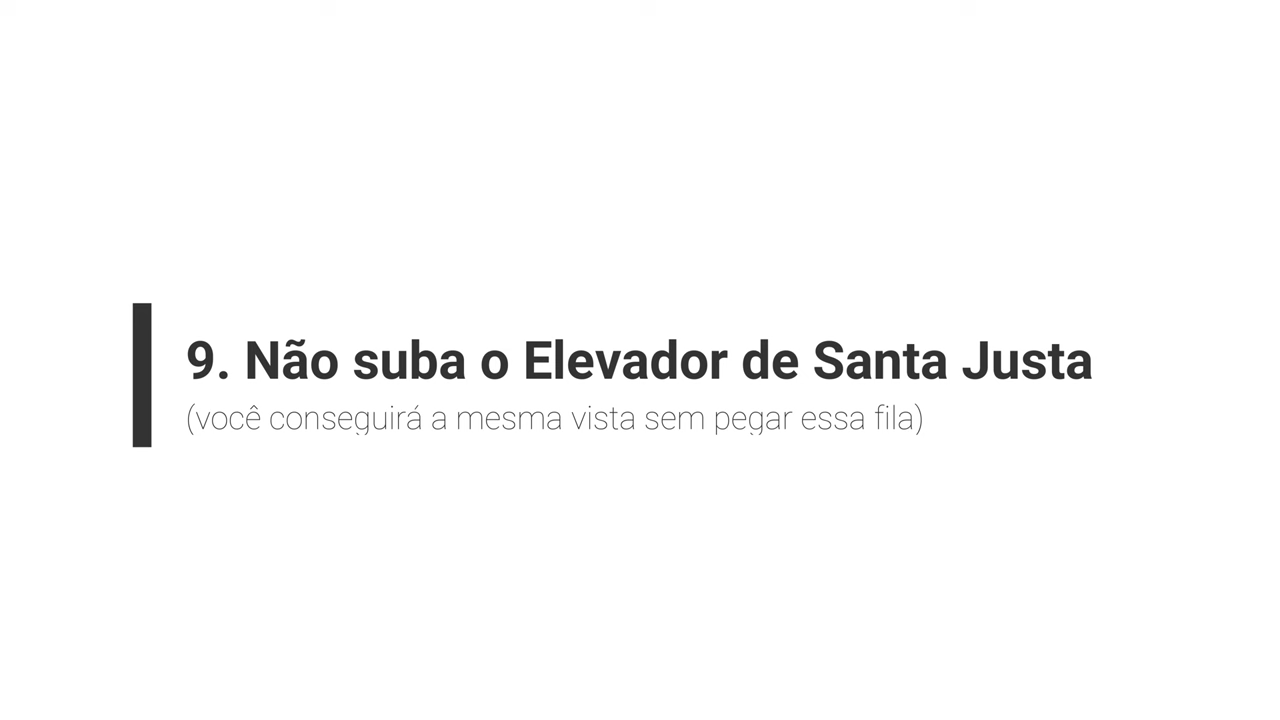 9. Não suba o Elevador de Santa Justa
(você conseguirá a mesma vista sem pegar essa fila)